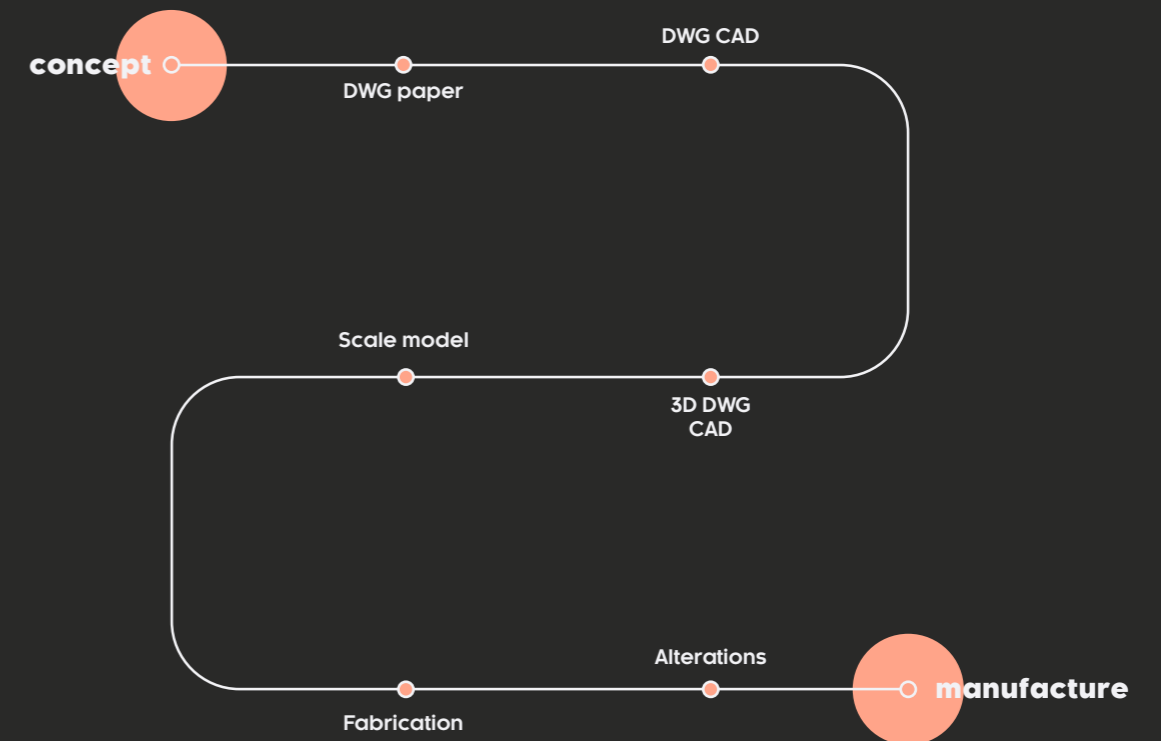 DWG CAD
concept
DWG paper
Scale model
3D DWG
CAD
Alterations
manufacture
Fabrication